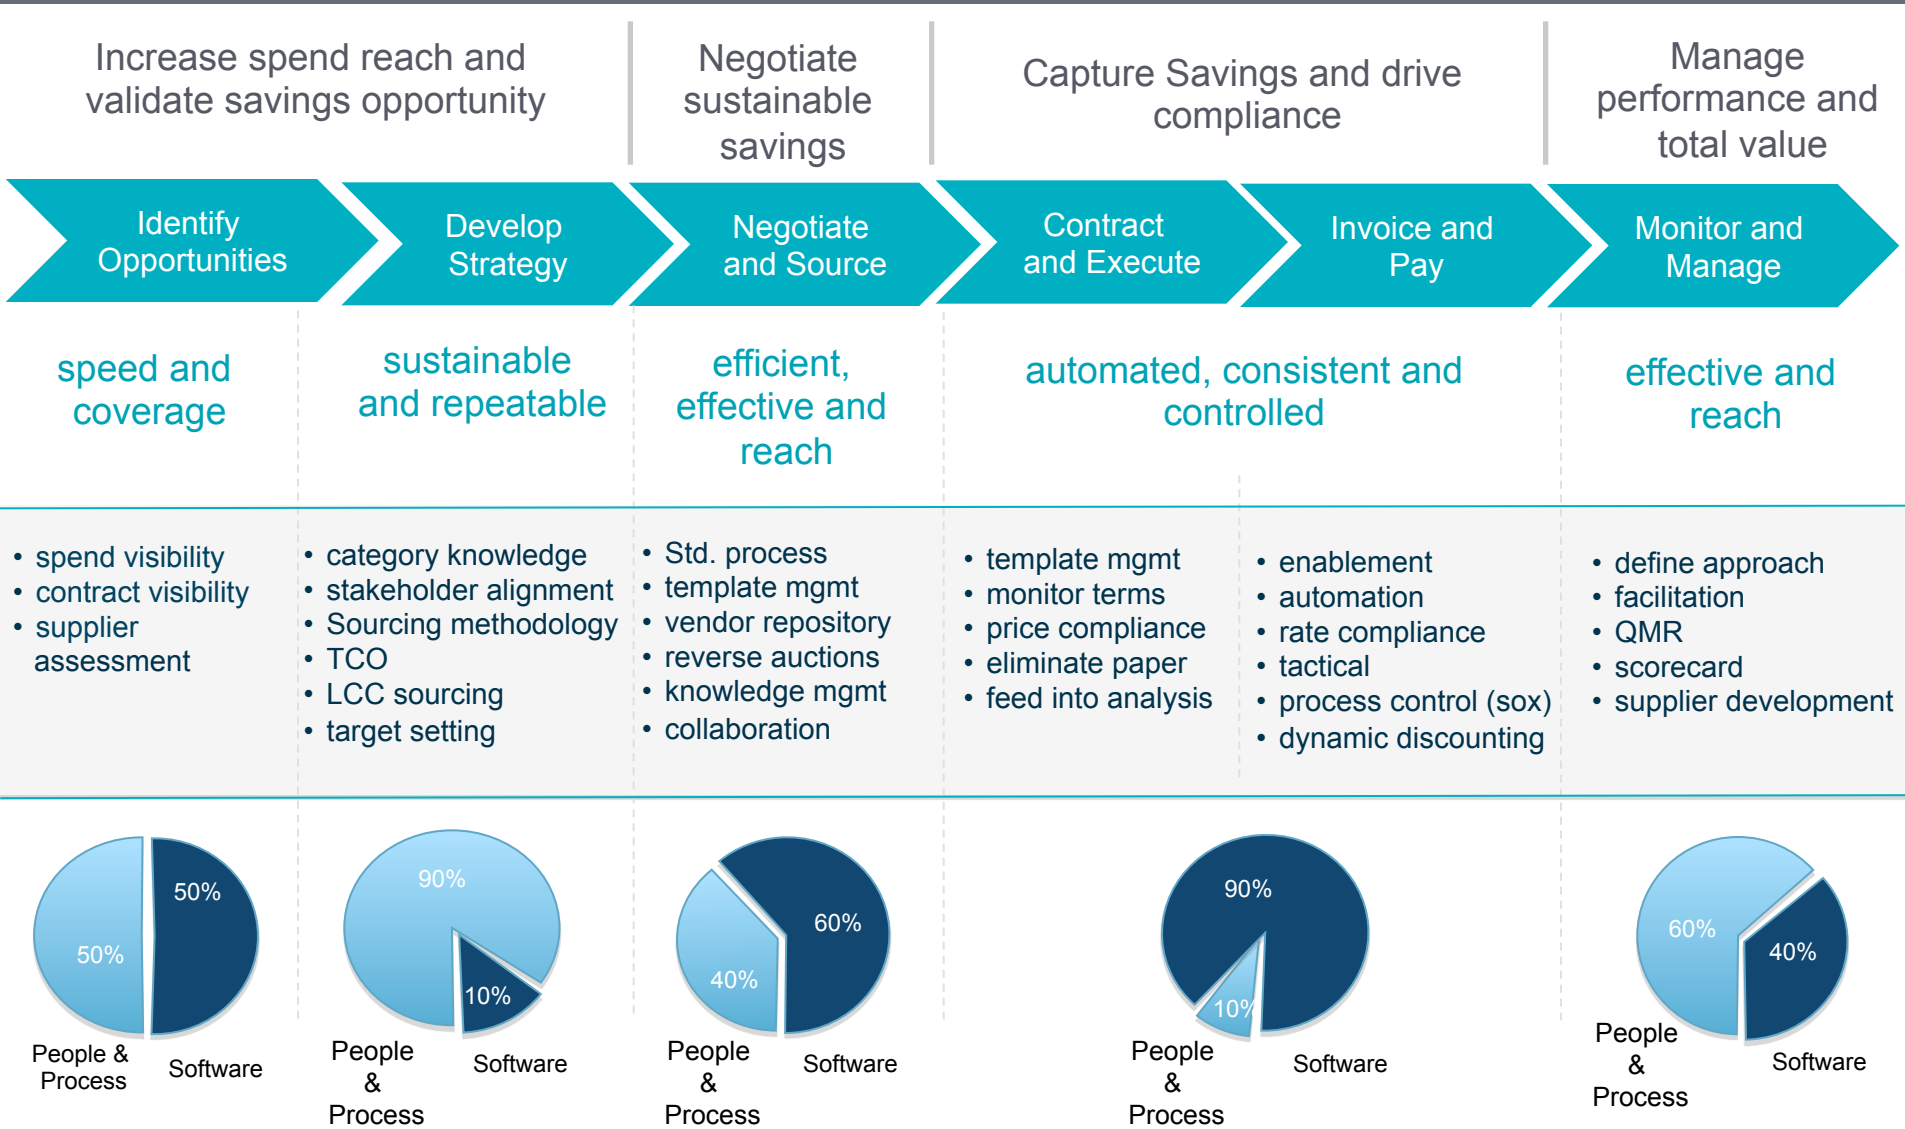 Increase spend reach and
validate savings opportunity
Negotiate
sustainable
savings
Capture Savings and drive
compliance
Manage
performance and
total value
Identify
Opportunities
Develop
Strategy
Negotiate
and Source
Contract
and Execute
Invoice and
Pay
Monitor and
Manage
speed and
coverage
sustainable
and repeatable
efficient,
effective and
reach
automated, consistent and
controlled
effective and
reach
• spend visibility
• contract visibility
• supplier
assessment
• category knowledge
• stakeholder alignment
• Sourcing methodology
• TCO
• LCC sourcing
• target setting
• Std. process
• template mgmt
• vendor repository
• reverse auctions
• knowledge mgmt
• collaboration
• template mgmt
• monitor terms
• price compliance
• eliminate paper
• feed into analysis
• enablement
• automation
• rate compliance
• tactical
• process control (sox)
• dynamic discounting
• define approach
• facilitation
• QMR
• scorecard
• supplier development
50%
50%
People &
Process
Software
90%
10%
People
&
Process
Software
60%
40%
People
&
Process
Software
90%
10%
People
&
Process
Software
60%
40%
People
&
Process
Software